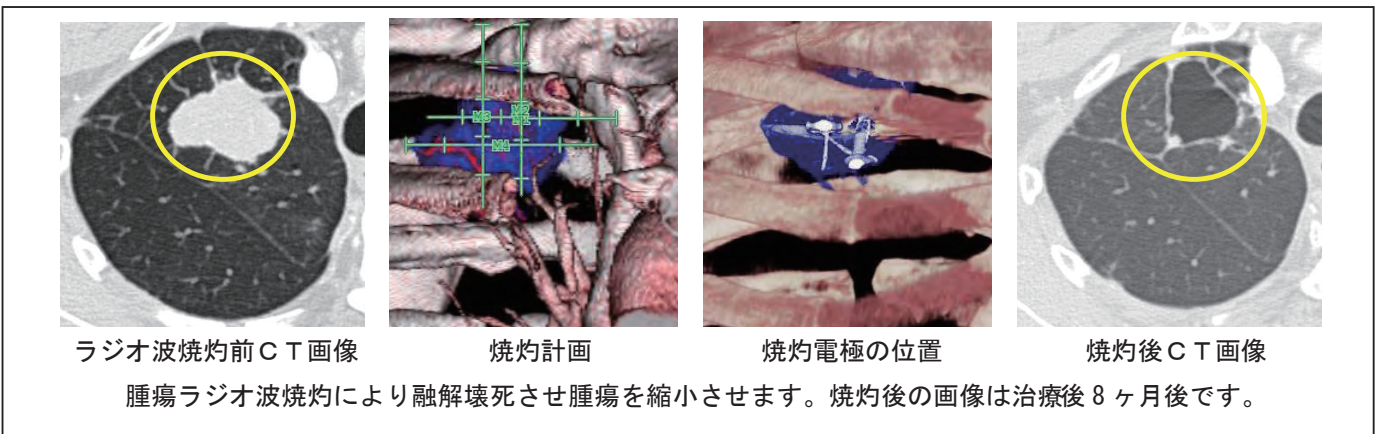 ラジオ波焼灼前ＣＴ画像
焼灼計画
焼灼電極の位置
焼灼後ＣＴ画像
腫瘍ラジオ波焼灼により融解壊死させ腫瘍を縮小させます。焼灼後の画像は治療後８ヶ月後です。